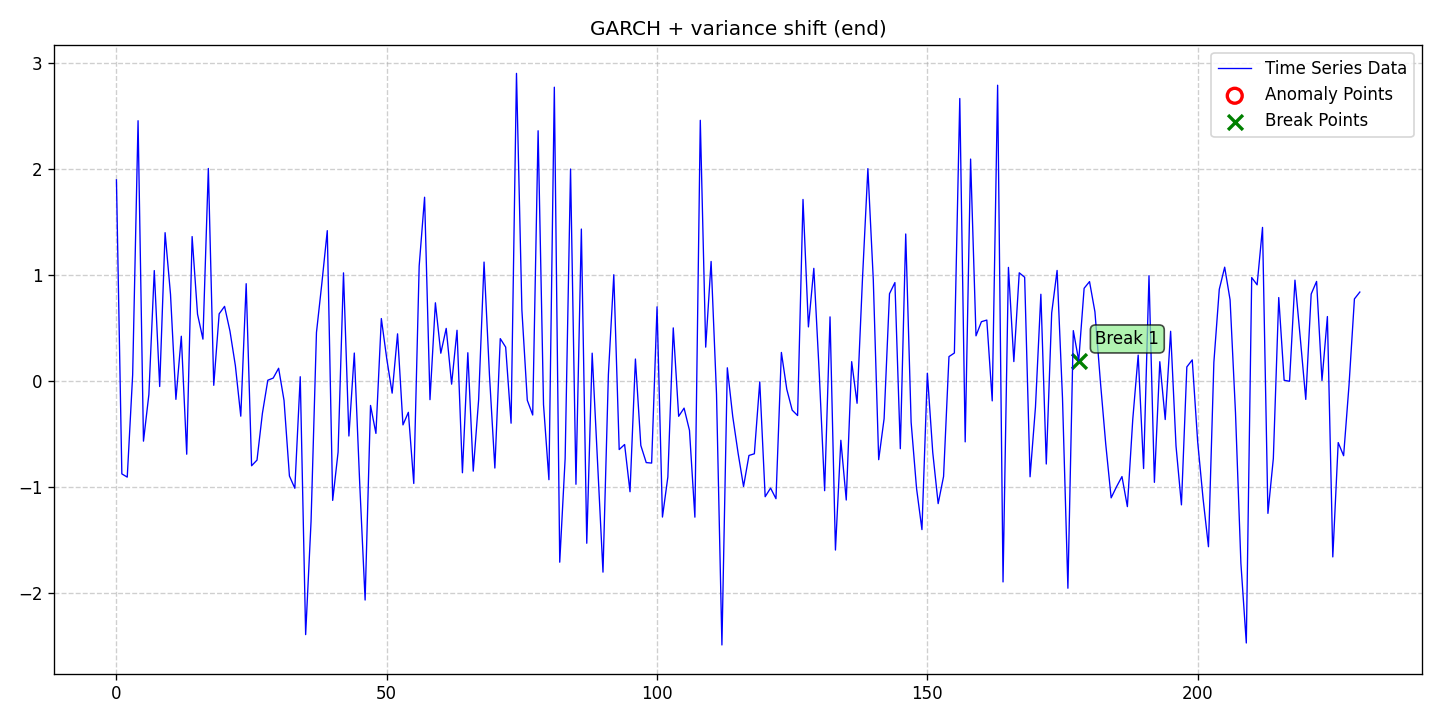 GARCH + variance shift (end)
Time Series Data
Anomaly Points
Break Points
Break 1
3
2
1
0
−1
−2
0
50
100
150
200